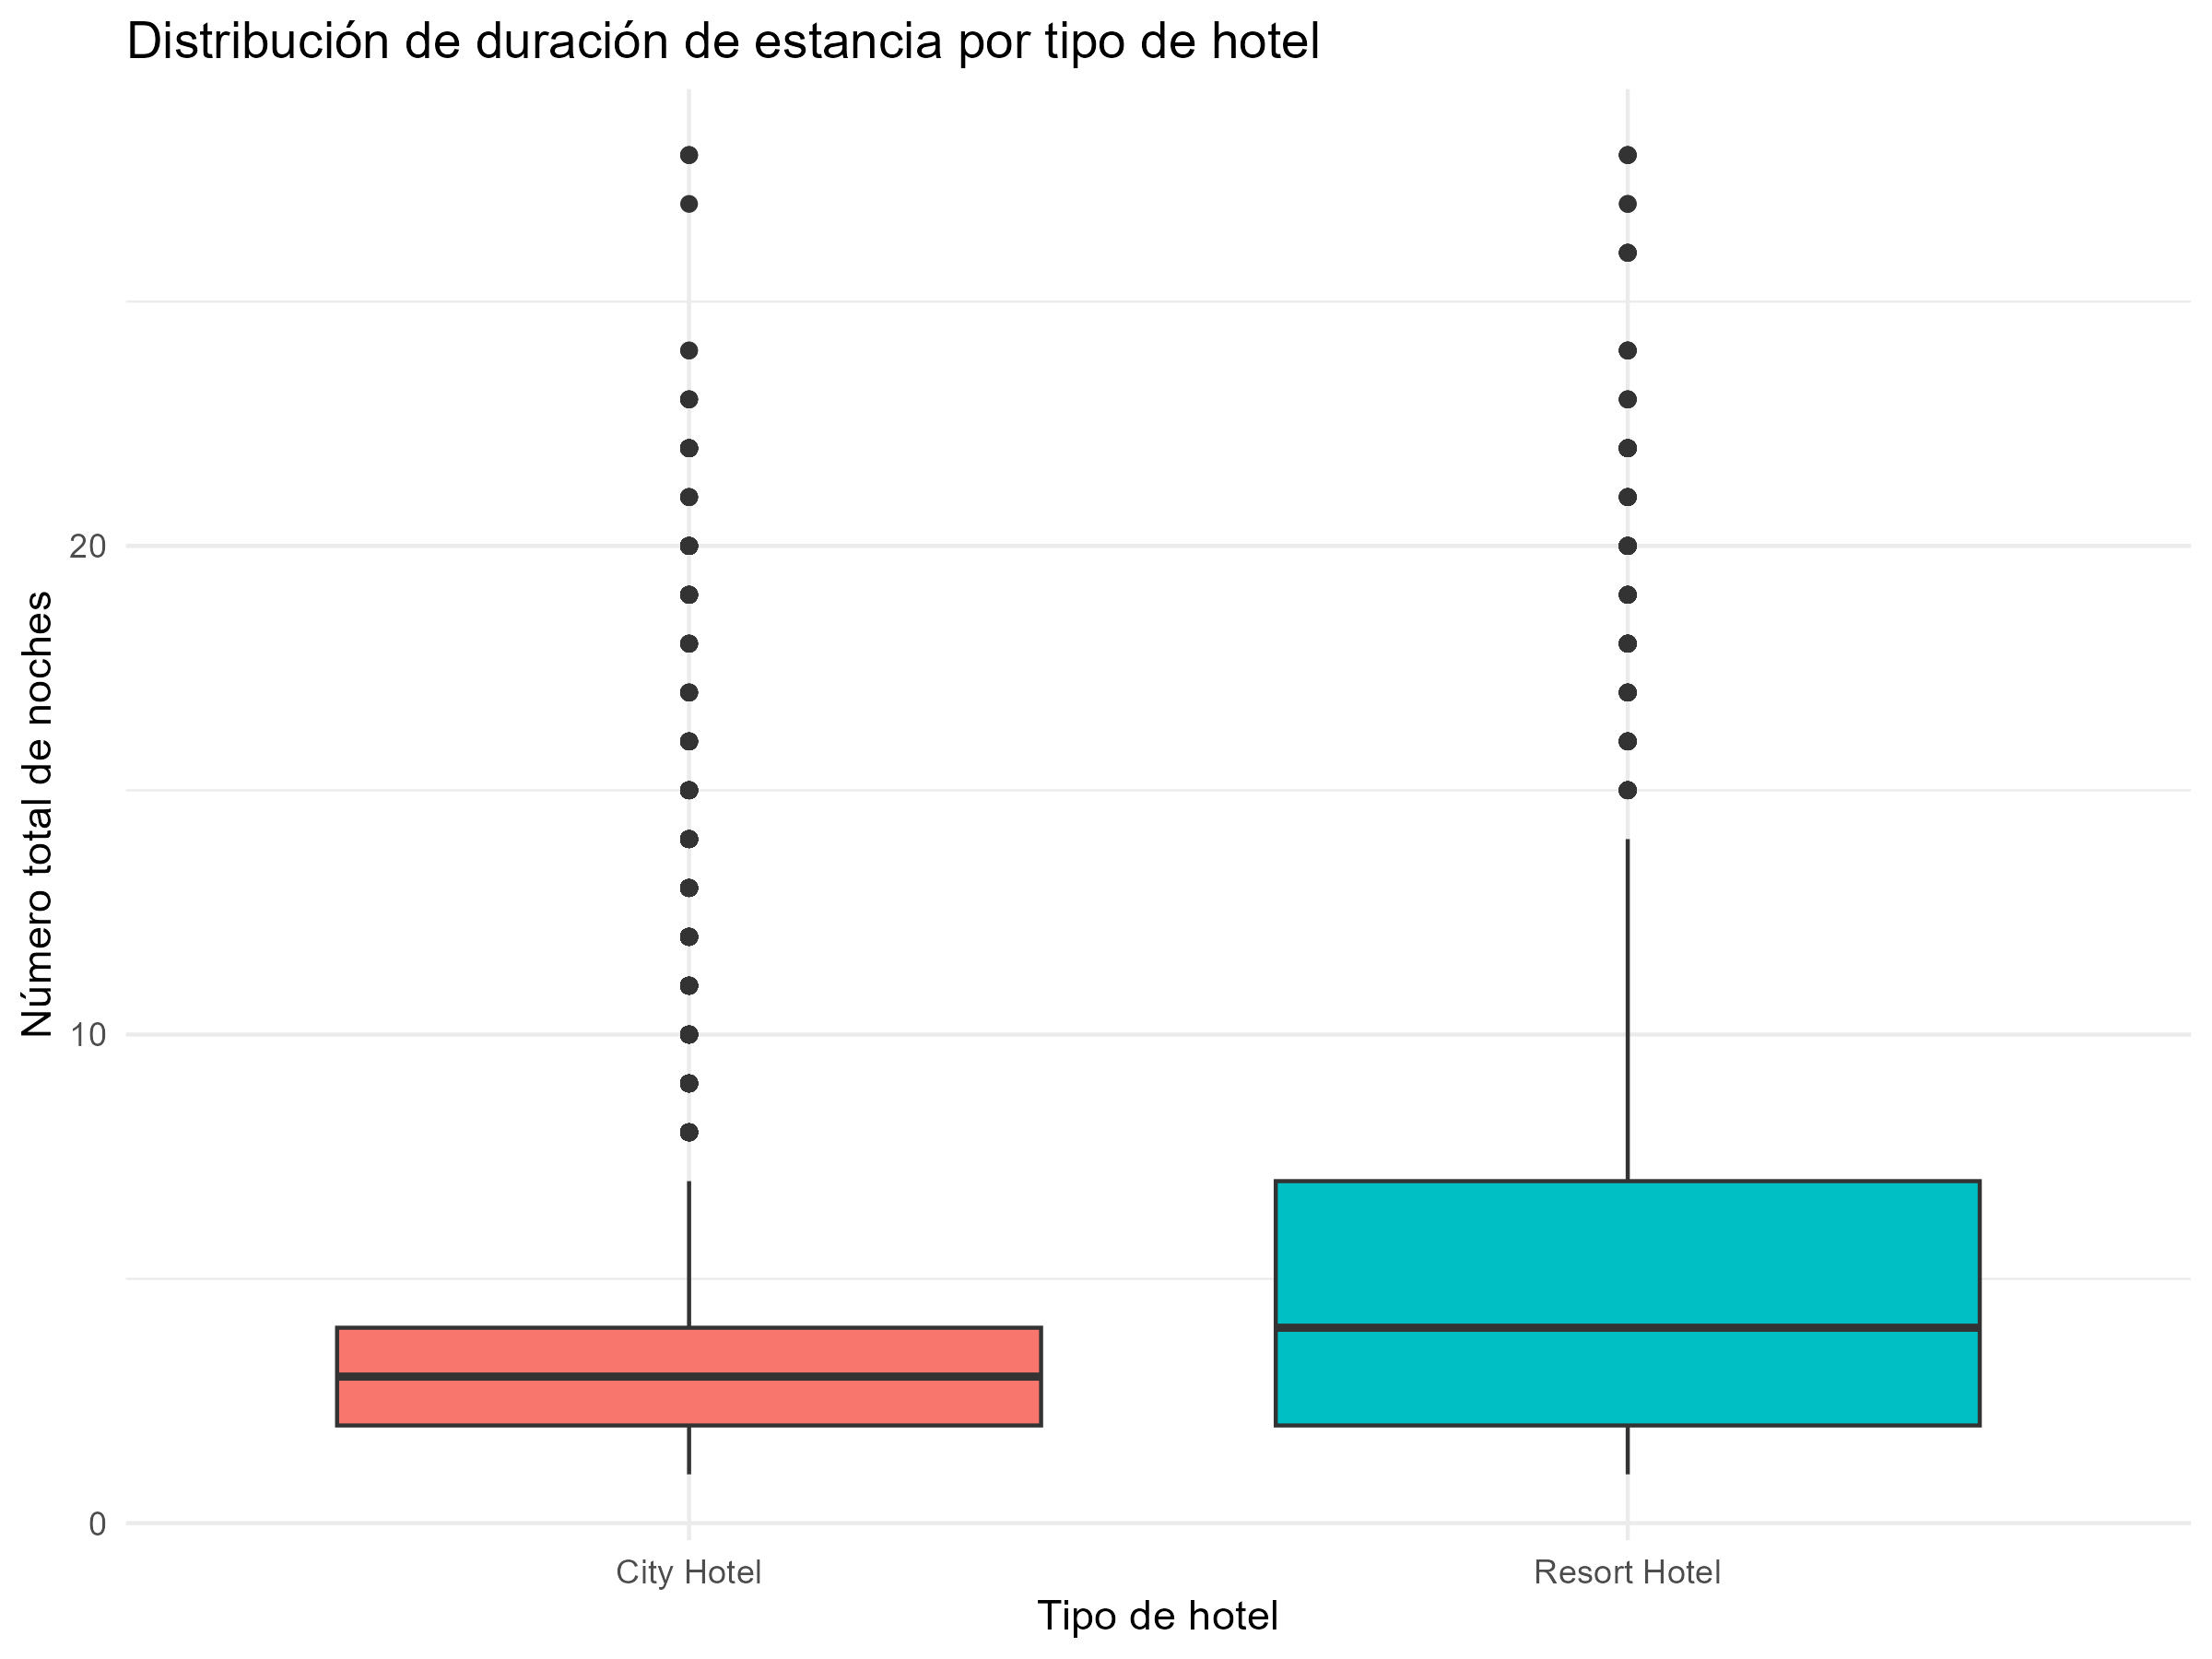 Distribución de duración de estancia por tipo de hotel
Número total de noches
20
10
0
City Hotel
Resort Hotel
Tipo de hotel